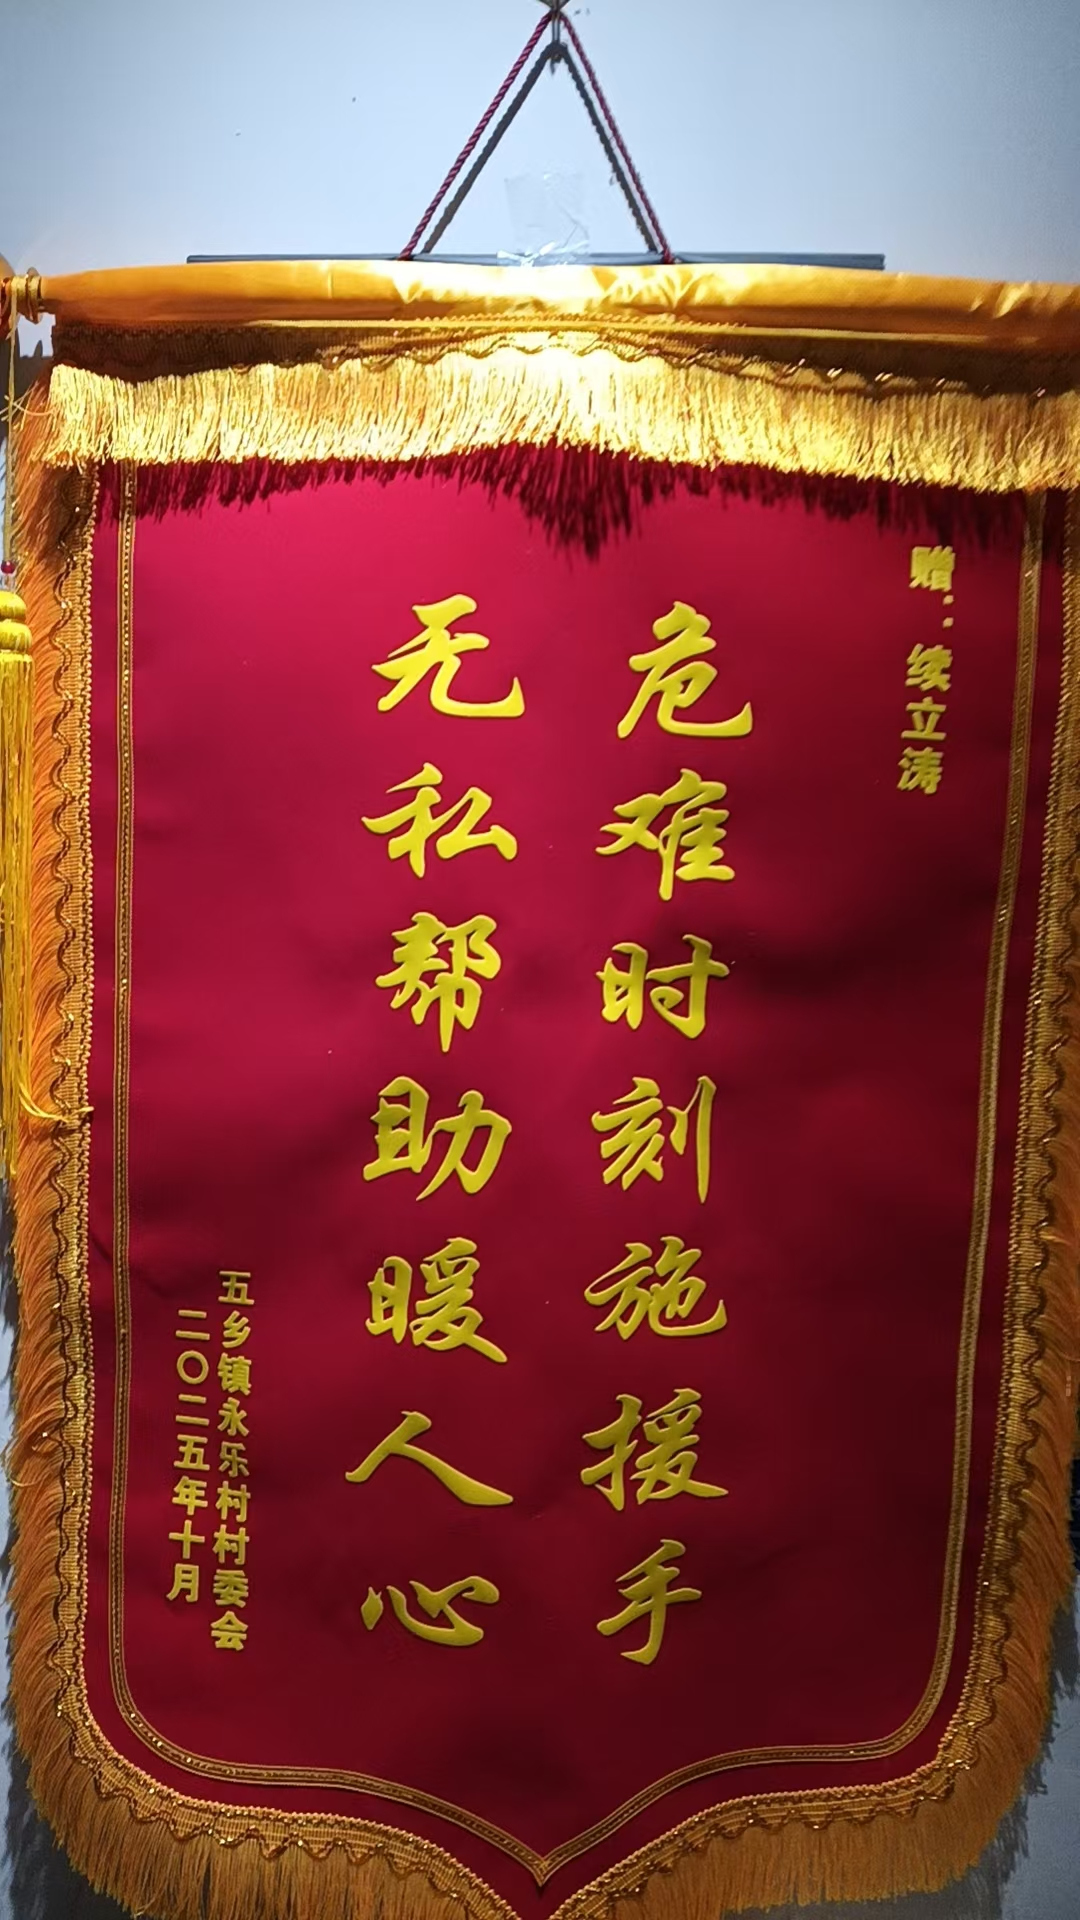 赠：续立涛
危难时刻施援手
无私帮助暖人心
五乡镇永乐村村委会
二〇二五年十月